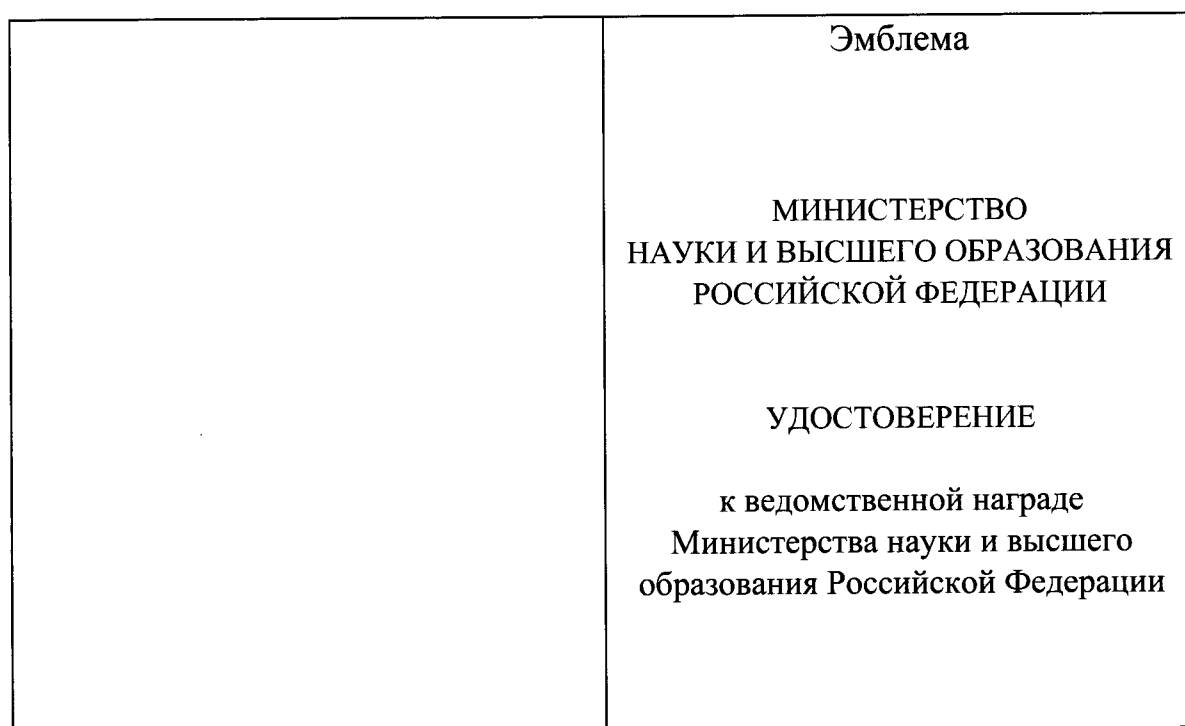 Эмблема
МИНИСТЕРСТВО
НАУКИ И ВЫСШЕГО ОБРАЗОВАНИЯ
РОССИЙСКОЙ ФЕДЕРАЦИИ
УДОСТОВЕРЕНИЕ
к ведомственной награде
Министерства науки и высшего
образования Российской Федерации